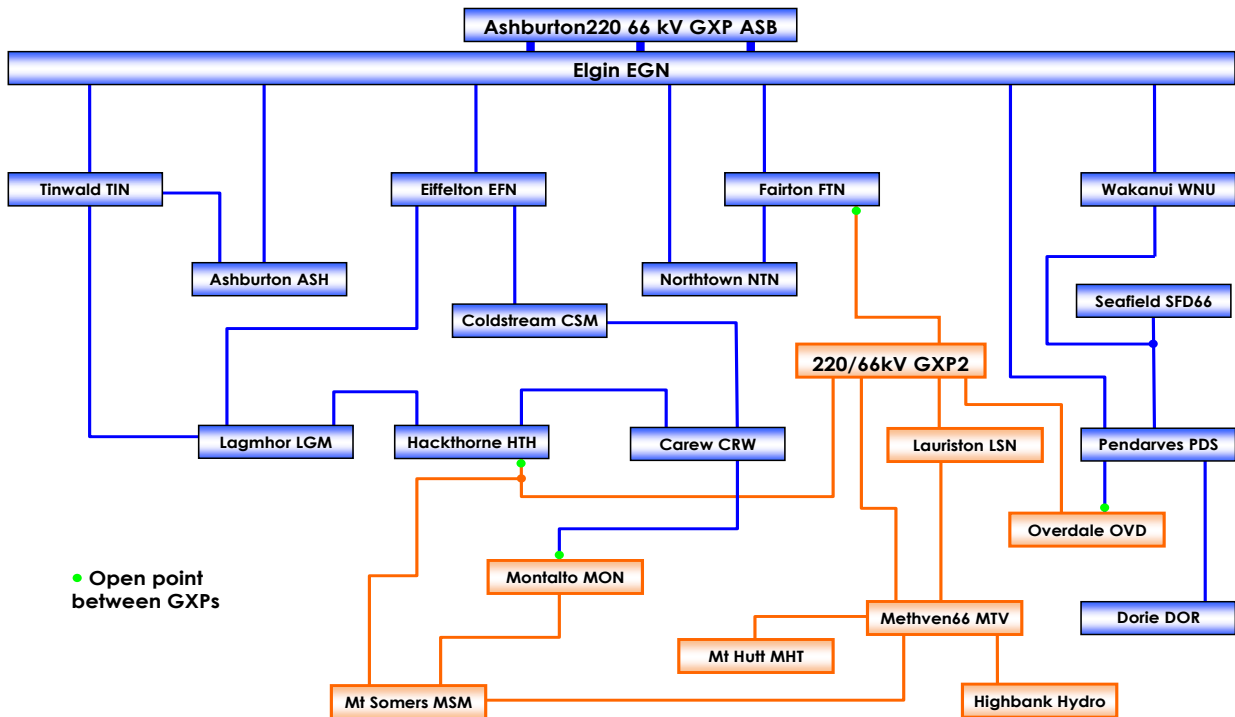 Ashburton220 66 kV GXP ASB
Elgin EGN
Tinwald TIN
Eiffelton EFN
Fairton FTN
Wakanui WNU
Ashburton ASH
Northtown NTN
Seafield SFD66
Coldstream CSM
220/66kV GXP2
Lagmhor LGM
Hackthorne HTH
Carew CRW
Lauriston LSN
Pendarves PDS
Overdale OVD
Open point
between GXPs
Montalto MON
Methven66 MTV
Dorie DOR
Mt Hutt MHT
Mt Somers MSM
Highbank Hydro